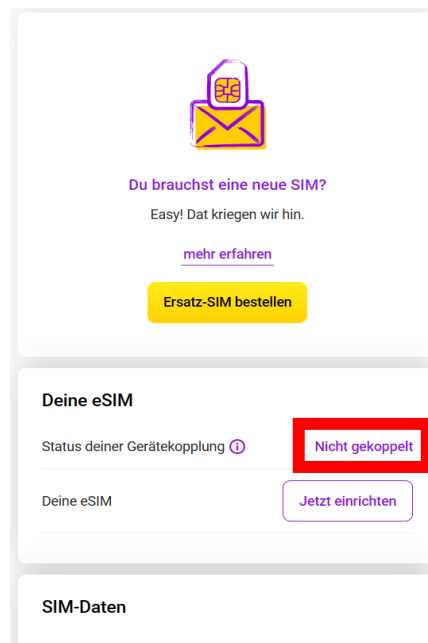 Du brauchst eine neue SIM?
Easy! Dat kriegen wir hin.
mehr erfahren
Ersatz-SIM bestellen
Deine eSIM
Status deiner Gerätekopplung
Nicht gekoppelt
Deine eSIM
Jetzt einrichten
SIM-Daten